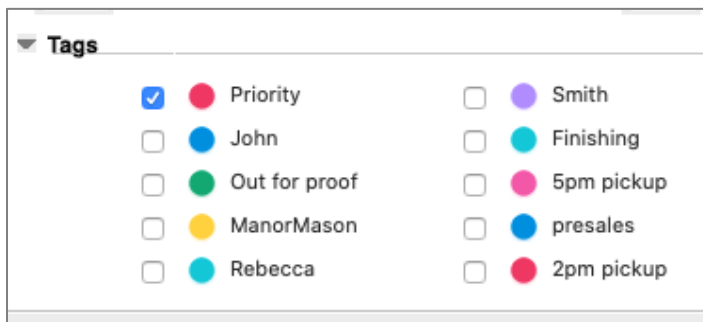 Tags
Priority
Smith
John
Finishing
Out for proof
5pm pickup
ManorMason
presales
Rebecca
2pm pickup